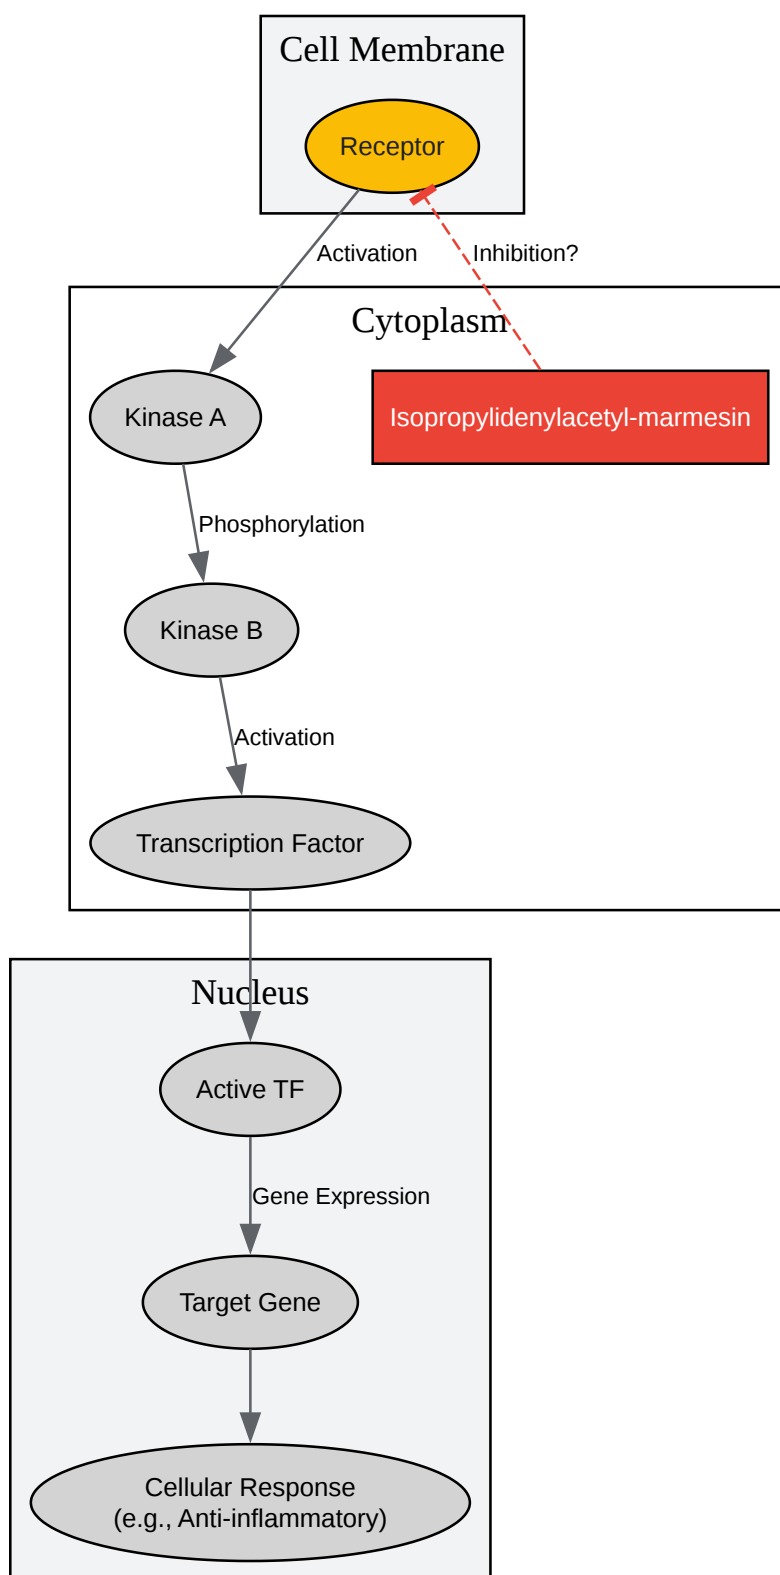 Cell Membrane
Receptor
Activation
Inhibition?
Cytoplasm
Kinase A
Isopropylidenylacetyl-marmesin
Phosphorylation
Kinase B
Activation
Transcription Factor
Nucleus
Active TF
Gene Expression
Target Gene
Cellular Response
(e.g., Anti-inflammatory)